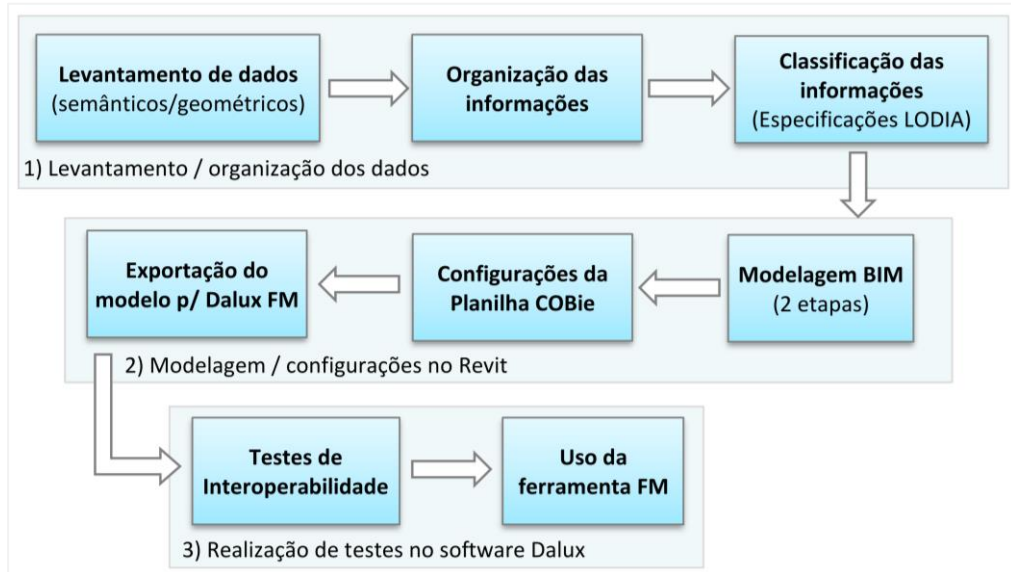 Levantamento de dados
(semânticos/geométricos)
Organização das
informações
Classificação das
informações
(Especificações LODIA)
1) Levantamento / organização dos dados
Exportação do
modelo p/ Dalux FM
Configurações da
Planilha COBie
Modelagem BIM
(2 etapas)
2) Modelagem / configurações no Revit
Testes de
Interoperabilidade
Uso da
ferramenta FM
3) Realização de testes no software Dalux